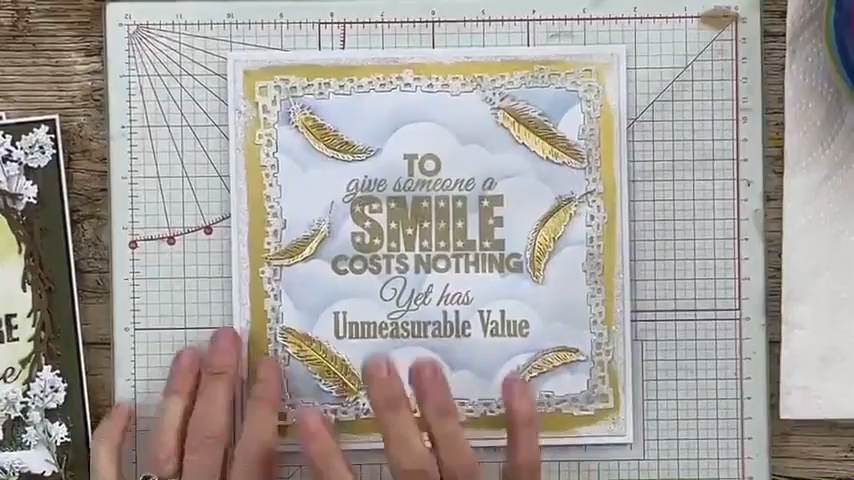 TO
give someone a
SMILE
COSTS NOTHING
Yet has
Unmeasurable Value